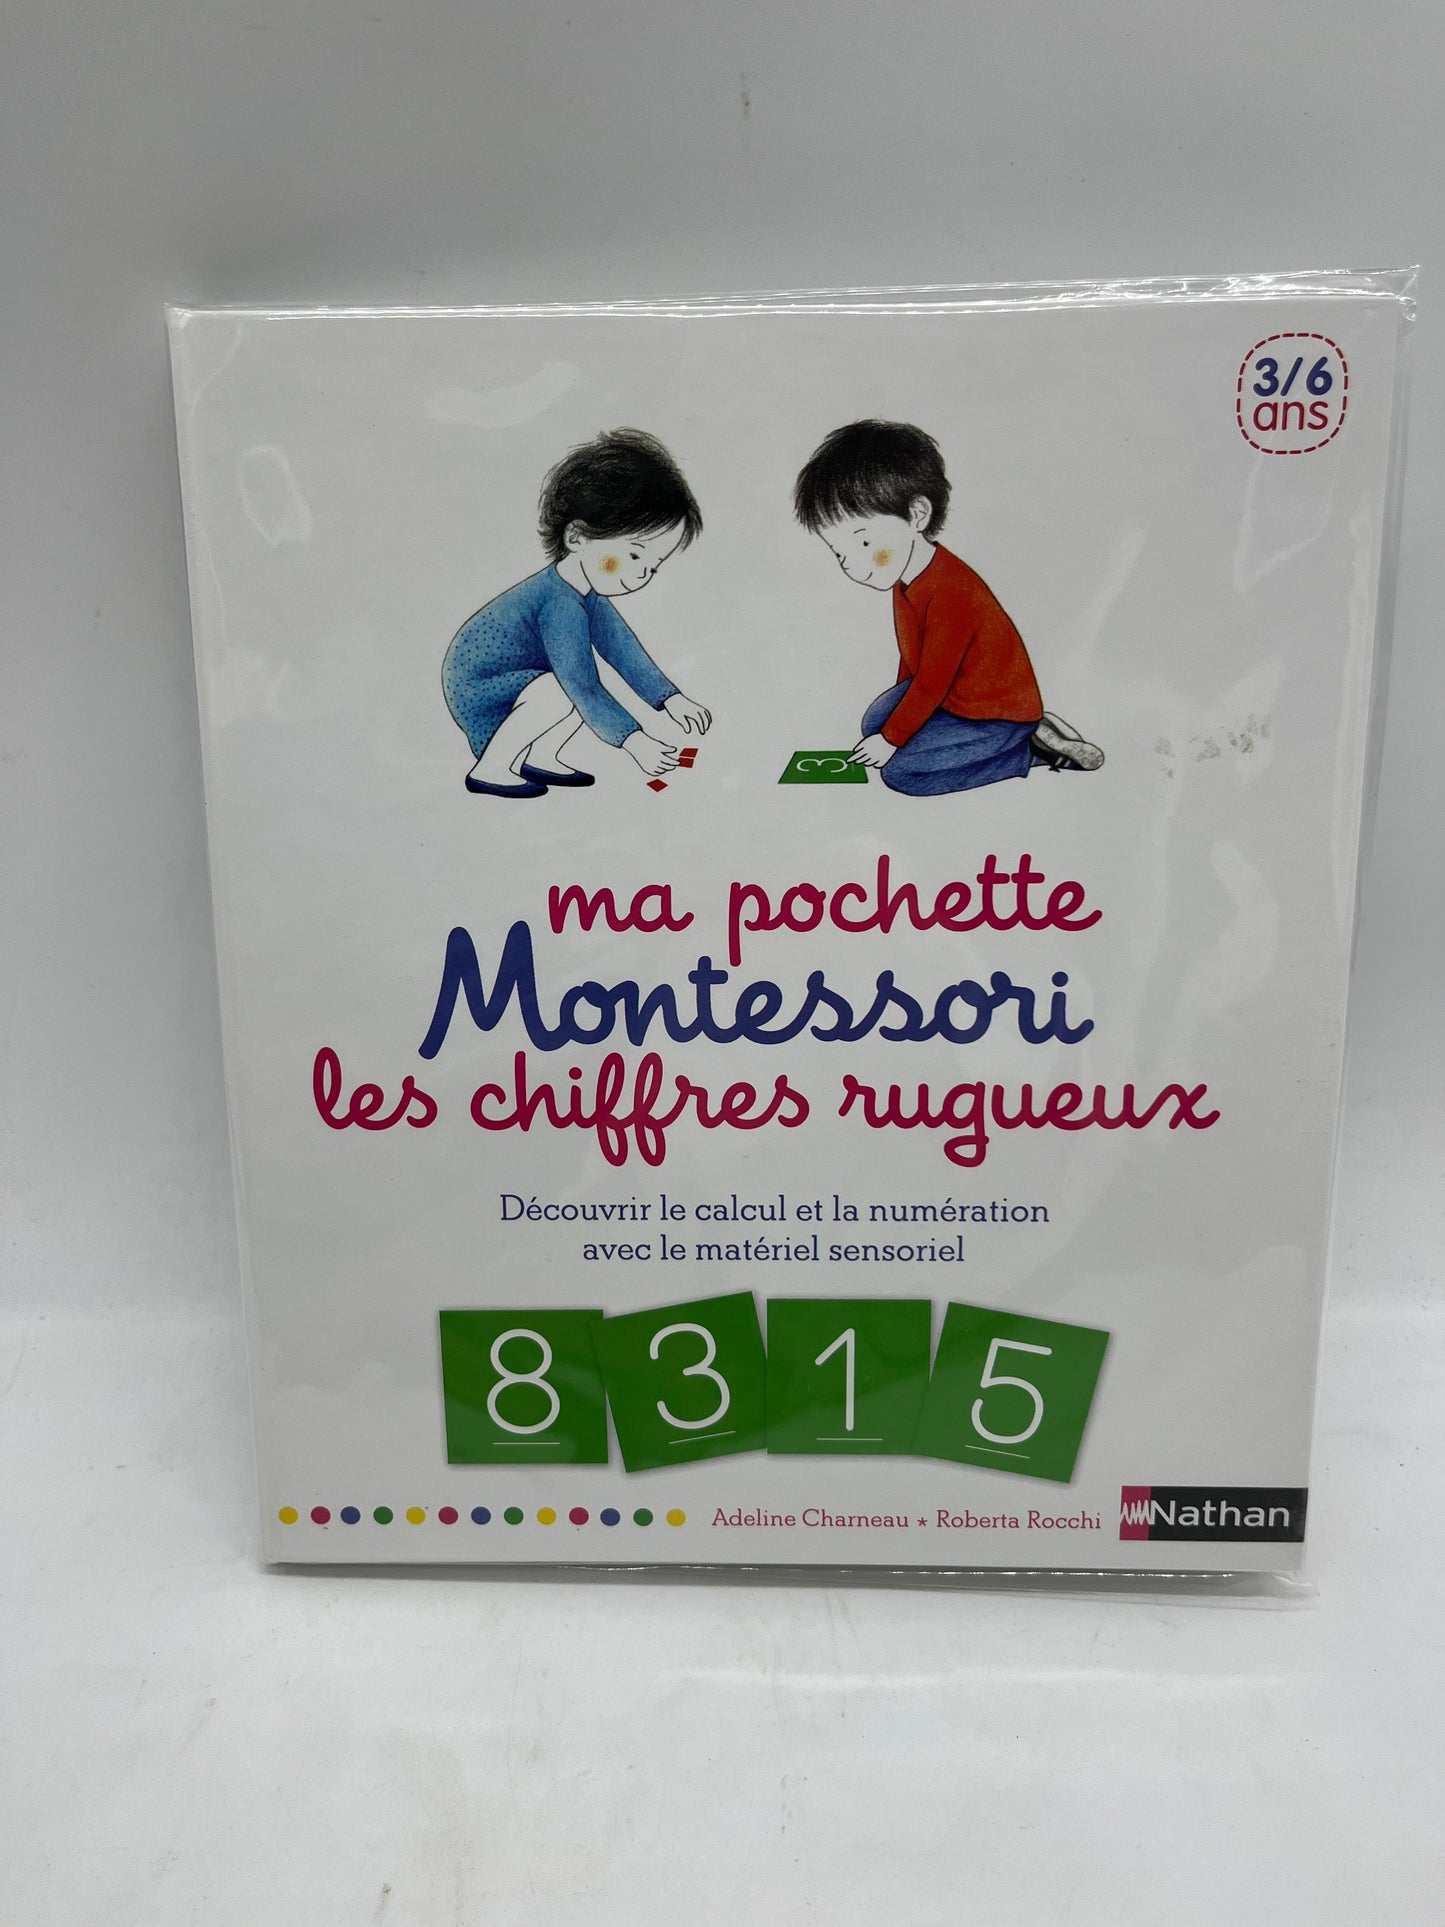 3/6
ans
3
ma pochette
Montessori
les chiffres rugueux
Découvrir le calcul et la numération
avec le matériel sensoriel
8 3 1 5
Adeline Charneau * Roberta Rocchi
Nathan